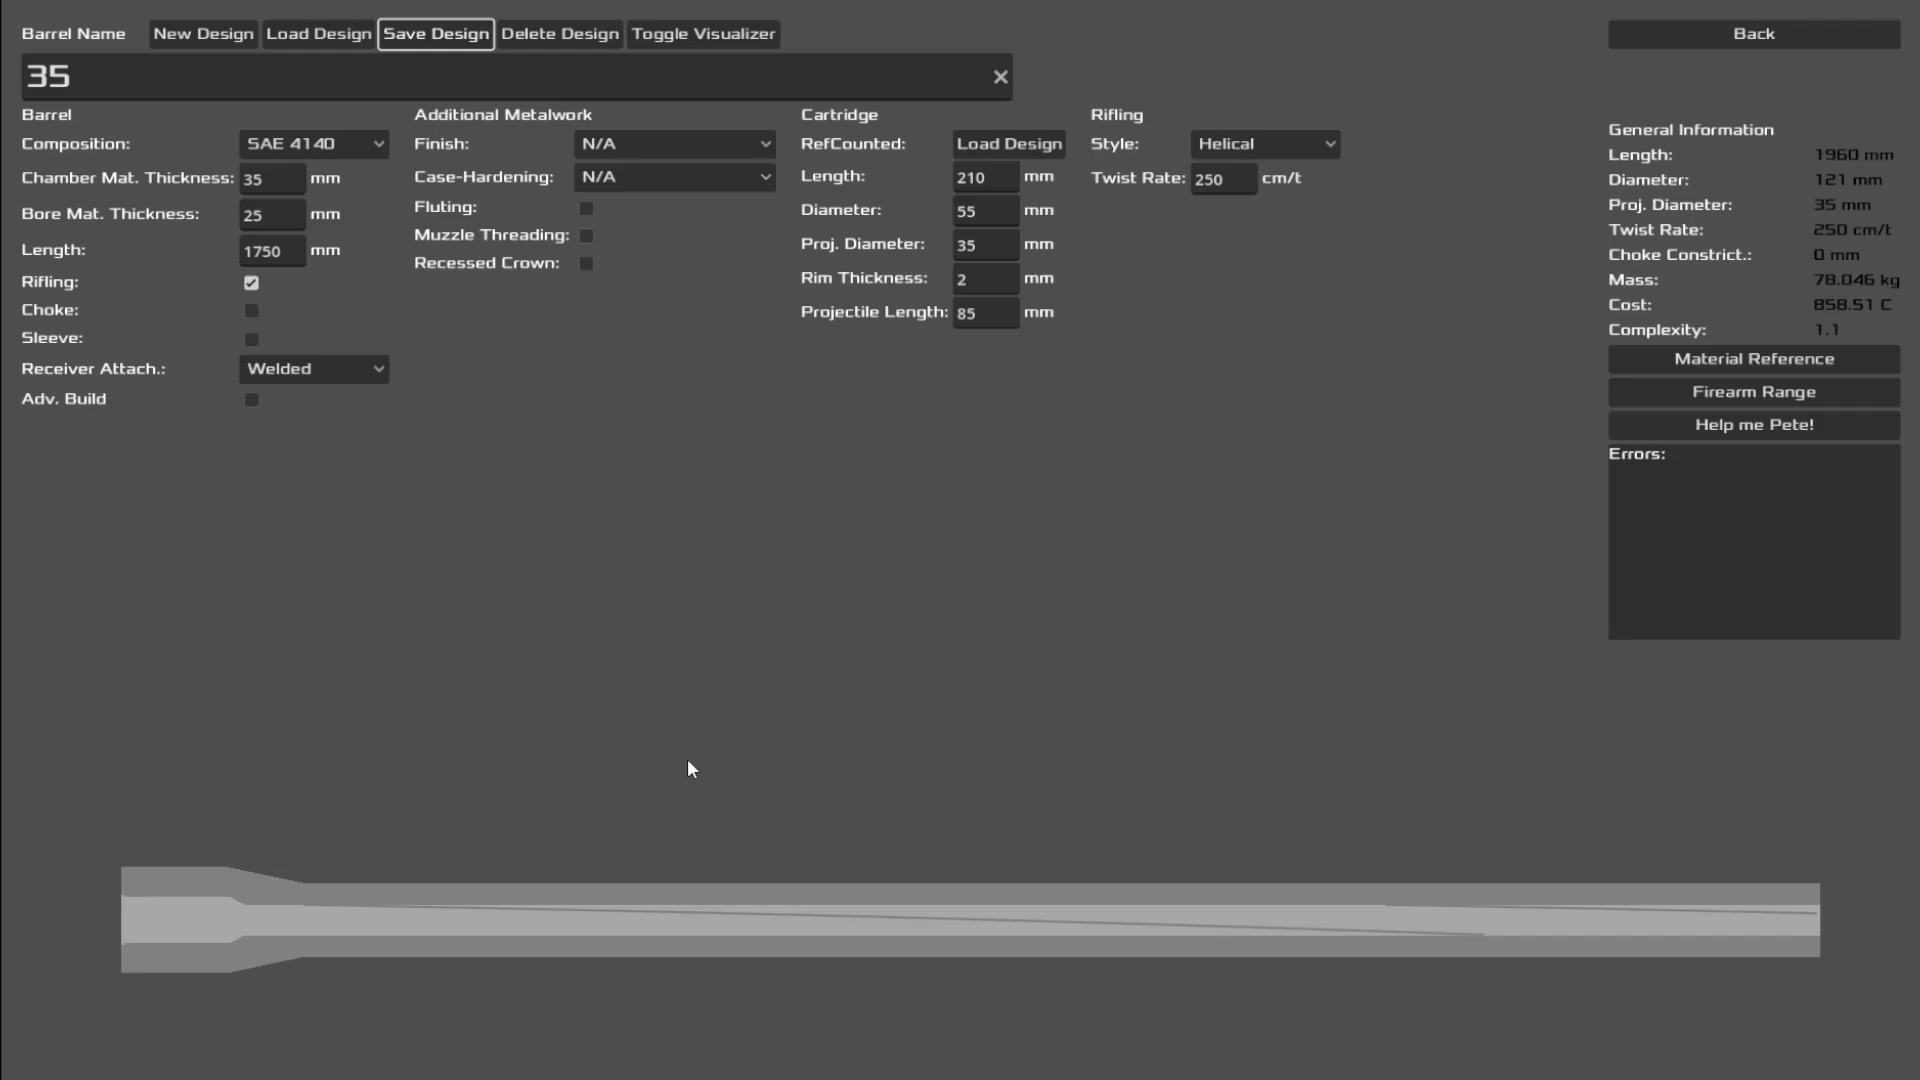 Barrel Name New Design Load Design Save Design Delete Design Toggle Visualizer Back
35
Barrel
Composition: SAE 4140
Chamber Mat. Thickness: 35 mm
Bore Mat. Thickness: 25 mm
Length: 1750 mm
Rifling:
Choke:
Sleeve:
Receiver Attach.: Welded
Adv. Build
Additional Metalwork
Finish: N/A
Case-Hardening: N/A
Fluting:
Muzzle Threading:
Recessed Crown:
Cartridge
RefCounted: Load Design
Length: 210 mm
Diameter: 55 mm
Proj. Diameter: 35 mm
Rim Thickness: 2 mm
Projectile Length: 85 mm
Rifling
Style: Helical
Twist Rate: 250 cm/t
General Information
Length: 1960 mm
Diameter: 121 mm
Proj. Diameter: 35 mm
Twist Rate: 250 cm/t
Choke Constrict.: 0 mm
Mass: 78.046 kg
Cost: 858.51 C
Complexity: 1.1
Material Reference
Firearm Range
Help me Pete!
Errors: